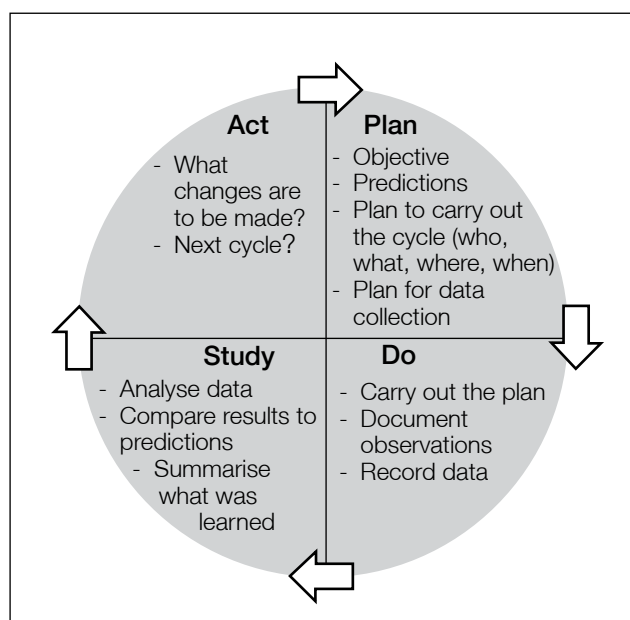 Act
- What
changes are
to be made?
- Next cycle?
Plan
- Objective
- Predictions
- Plan to carry out
the cycle (who,
what, where, when)
- Plan for data
collection
Study
- Analyse data
- Compare results to
predictions
- Summarise
what was
learned
Do
- Carry out the plan
- Document
observations
- Record data